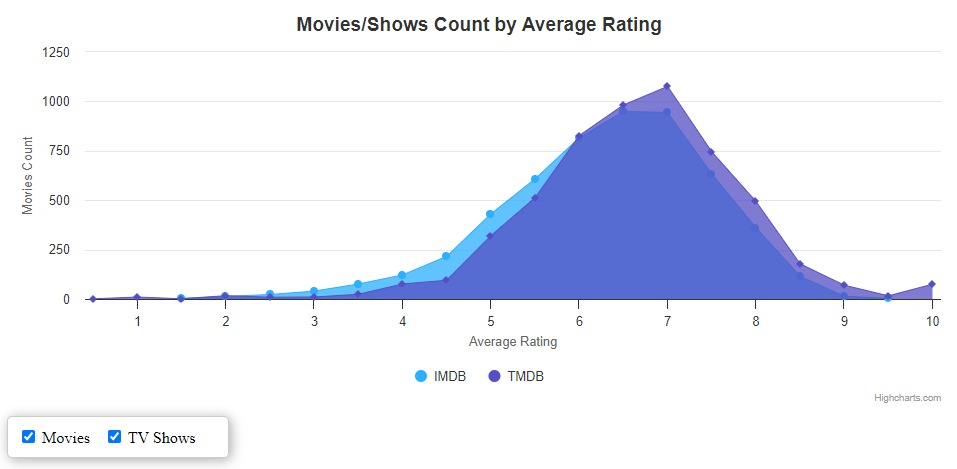 Movies/Shows Count by Average Rating
1250
1000
750
500
250
0
Movies Count
1 2 3 4 5 6 7 8 9 10
Average Rating
IMDB TMDB
Highcharts.com
Movies TV Shows